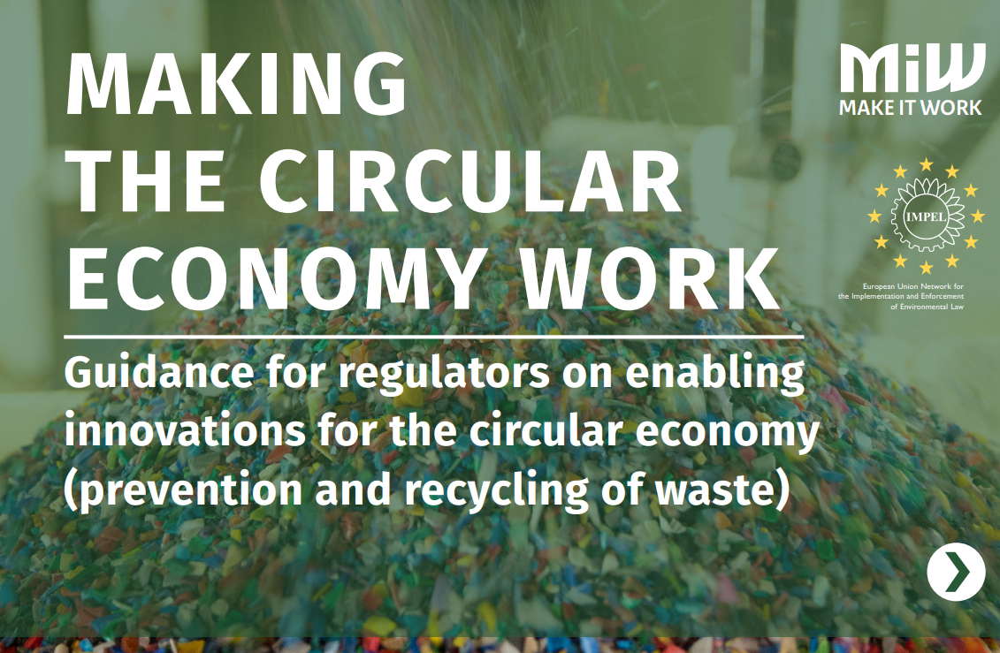 MAKING
THE CIRCULAR
ECONOMY WORK
Guidance for regulators on enabling
innovations for the circular economy
(prevention and recycling of waste)
MiW
MAKE IT WORK
IMPEL
European Union Network for
the Implementation and Enforcement
of Environmental Law